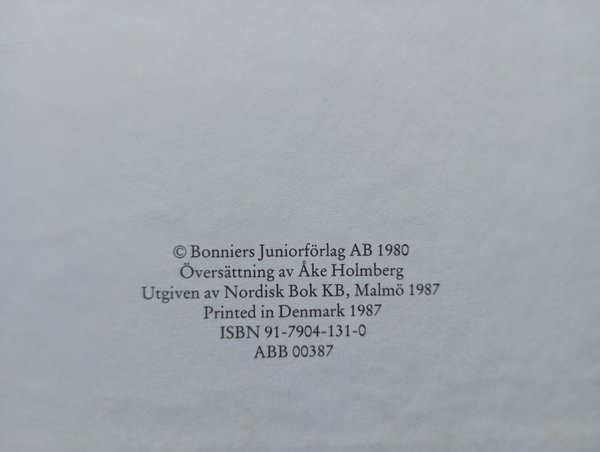 © Bonniers Juniorförlag AB 1980
Översättning av Åke Holmberg
Utgiven av Nordisk Bok KB, Malmö 1987
Printed in Denmark 1987
ISBN 91-7904-131-0
ABB 00387